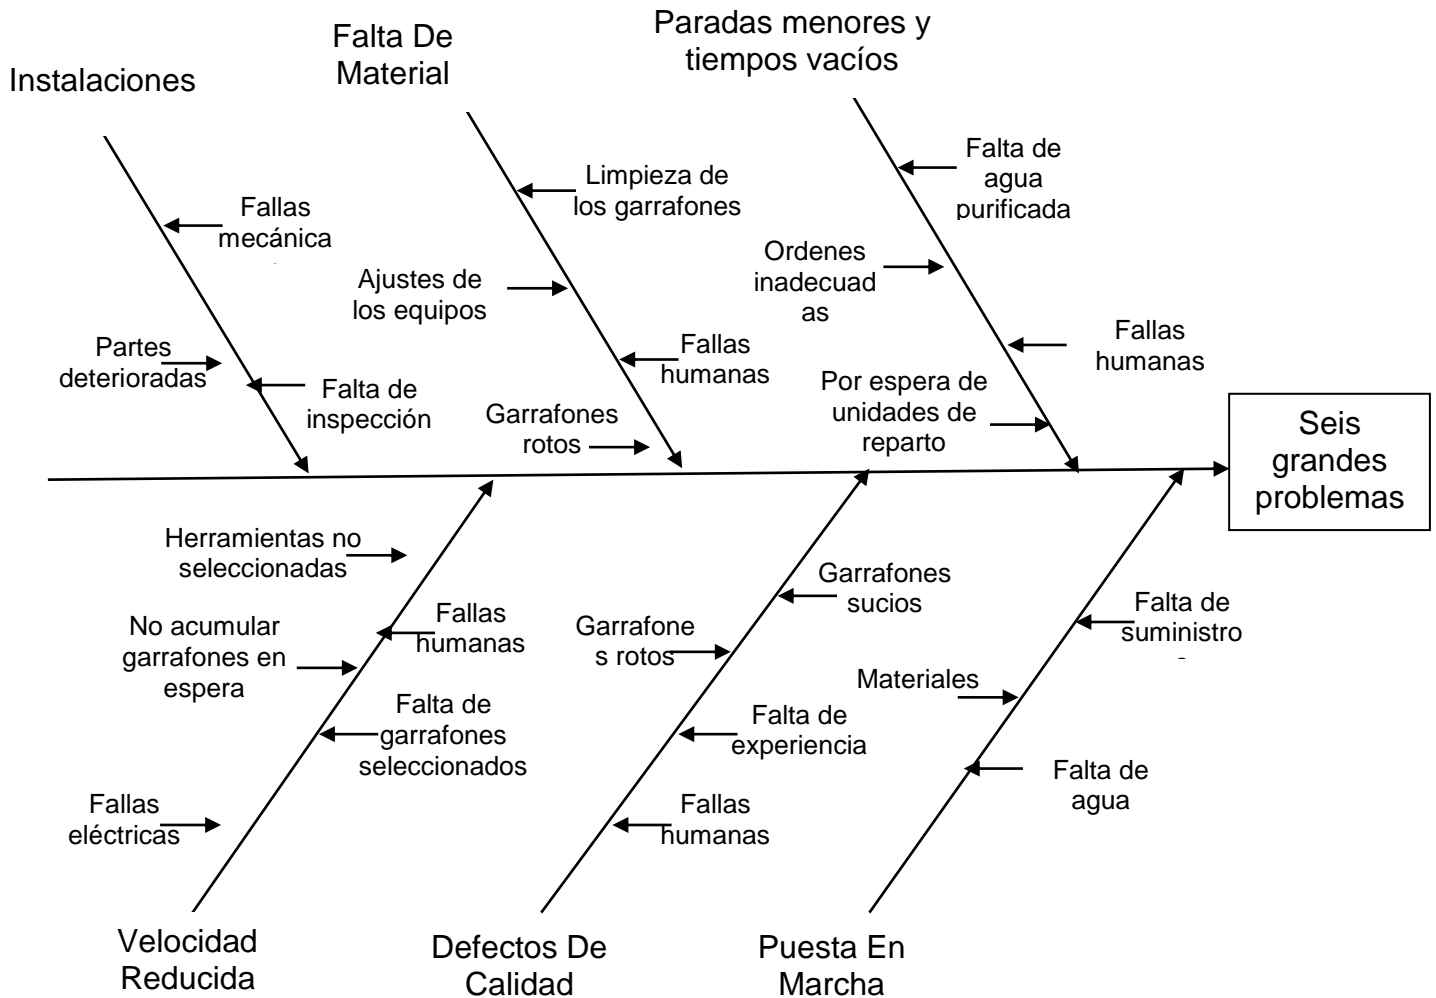 Instalaciones
Falta De
Material
Paradas menores y
tiempos vacíos
Fallas
mecánica
Partes
deterioradas
Falta de
inspección
Limpieza de
los garrafones
Ajustes de
los equipos
Fallas
humanas
Garrafones
rotos
Falta de
agua
purificada
Ordenes
inadecuad
as
Fallas
humanas
Por espera de
unidades de
reparto
Seis
grandes
problemas
Herramientas no
seleccionadas
Fallas
humanas
No acumular
garrafones en
espera
Falta de
garrafones
seleccionados
Fallas
eléctricas
Garrafones
sucios
Garrafone
s rotos
Falta de
experiencia
Fallas
humanas
Falta de
suministro
Materiales
Falta de
agua
Velocidad
Reducida
Defectos De
Calidad
Puesta En
Marcha